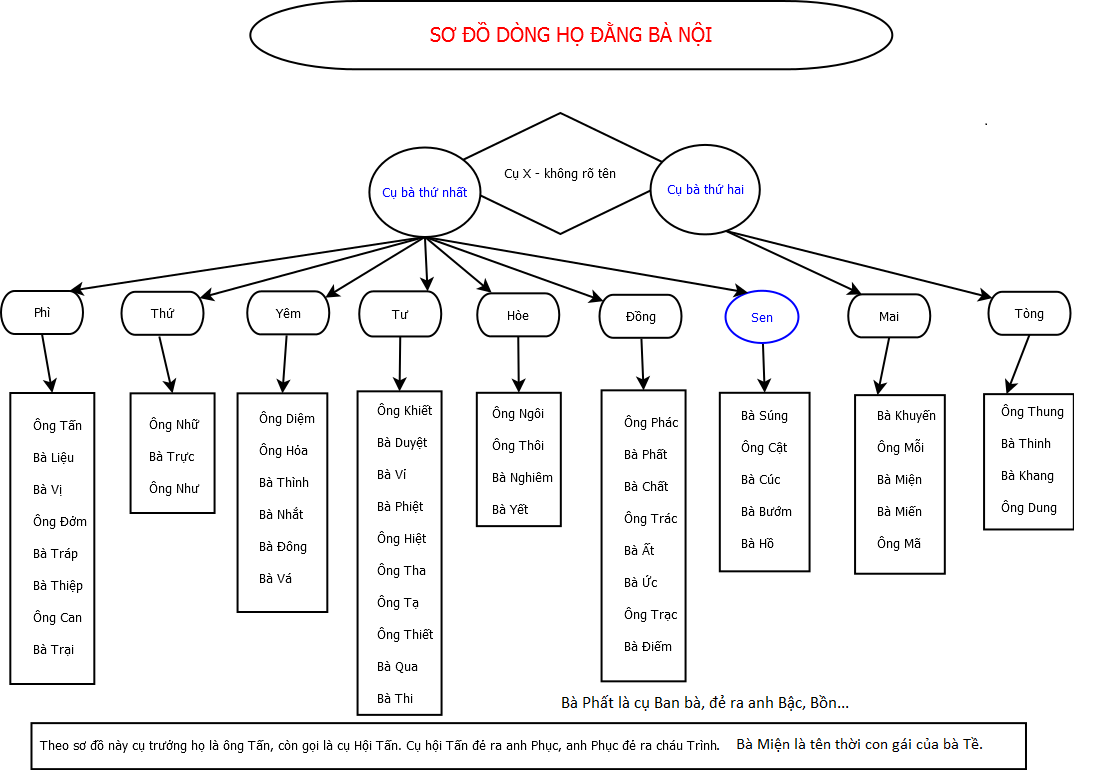 SƠ ĐỒ DÒNG HỌ ĐẰNG BÀ NỘI
.
Cụ bà thứ nhất
Cụ X - không rõ tên
Cụ bà thứ hai
Phì
Thứ
Yêm
Tư
Hòe
Đồng
Sen
Mai
Tòng
Ông Tấn
Bà Liệu
Bà Vị
Ông Đởm
Bà Tráp
Bà Thiệp
Ông Can
Bà Trại
Ông Nhữ
Bà Trực
Ông Như
Ông Diệm
Ông Hỏa
Bà Thình
Bà Nhắt
Bà Đông
Bà Vá
Ông Khiết
Bà Duyệt
Bà Ví
Bà Phiệt
Ông Hiệt
Ông Tha
Ông Tạ
Ông Thiết
Bà Qua
Bà Thi
Ông Ngôi
Ông Thôi
Bà Nghiêm
Bà Yết
Ông Phác
Bà Phất
Bà Chất
Ông Trác
Bà Ất
Bà Ức
Ông Trạc
Bà Điếm
Bà Súng
Ông Cật
Bà Cúc
Bà Bướm
Bà Hồ
Bà Khuyến
Ông Mỗi
Bà Miện
Bà Miến
Ông Mã
Ông Thung
Bà Thinh
Bà Khang
Ông Dung
Bà Phất là cụ Ban bà, đẻ ra anh Bậc, Bồn...
Theo sơ đồ này cụ trưởng họ là ông Tấn, còn gọi là cụ Hội Tấn. Cụ hội Tấn đẻ ra anh Phục, anh Phục đẻ ra cháu Trình. Bà Miện là tên thời con gái của bà Tề.